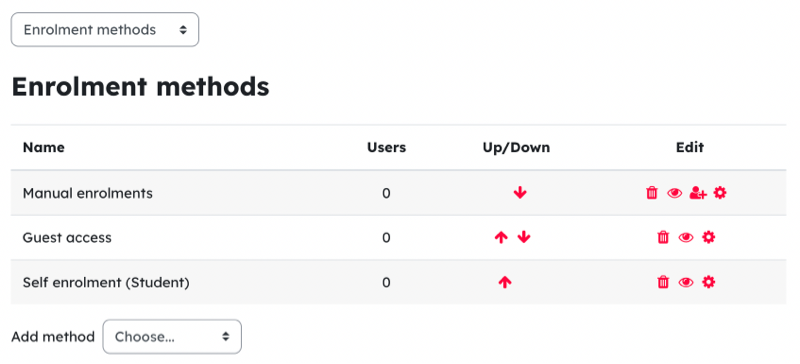 Enrolment methods
Enrolment methods
Name Users Up/Down Edit
Manual enrolments 0
Guest access 0
Self enrolment (Student) 0
Add method Choose...